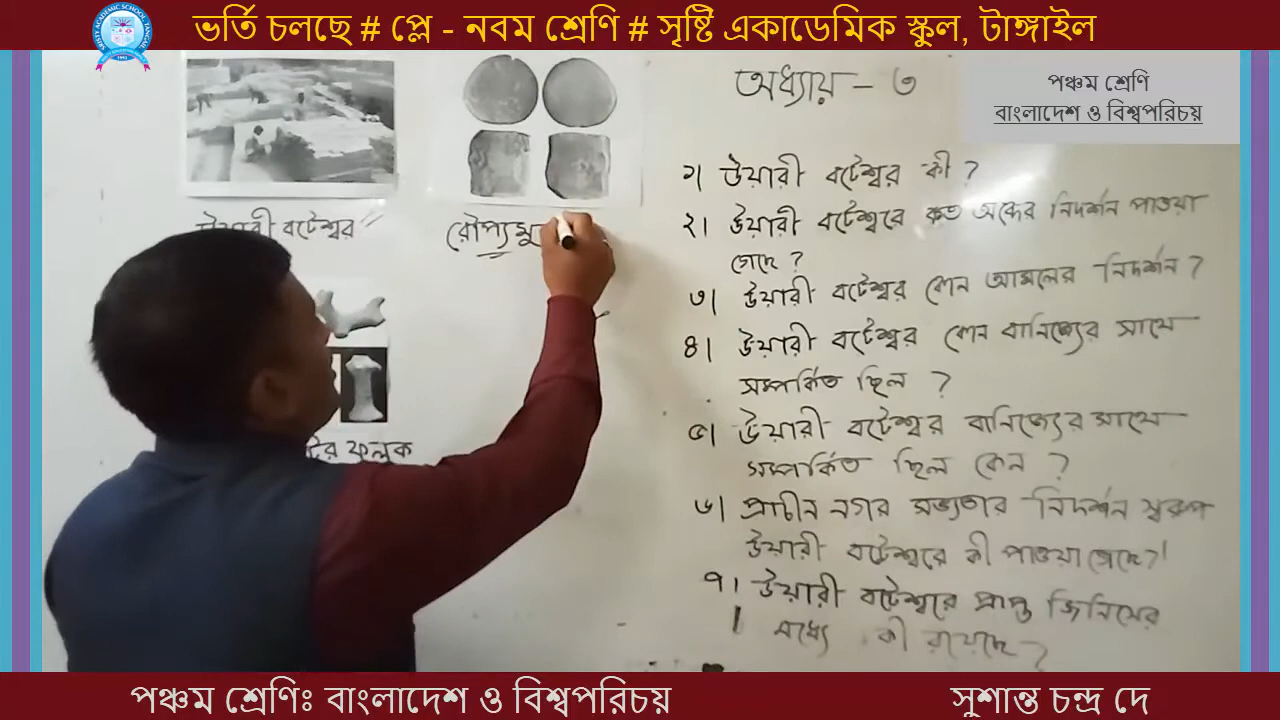 ভর্তি চলছে # প্লে - নবম শ্রেণি # সৃষ্টি একাডেমিক স্কুল, টাঙ্গাইল
পঞ্চম শ্রেণি
বাংলাদেশ ও বিশ্বপরিচয়
অধ্যায় - ৩
উয়ারী বটেশ্বর
রৌপ্যমু
টির ফলক
১। উয়ারী বটেশ্বর কী ?
২। উয়ারী বটেশ্বরে কত অব্দের নিদর্শন পাওয়া
গেছে ?
৩। উয়ারী বটেশ্বর কোন আমলের নিদর্শন ?
৪। উয়ারী বটেশ্বর কোন বানিজ্যের সাথে
সম্পর্কিত ছিল ?
৫। উয়ারী বটেশ্বর বানিজ্যের সাথে
সম্পর্কিত ছিল কেন ?
৬। প্রাচীন নগর সভ্যতার নিদর্শন স্বরুপ
উয়ারী বটেশ্বরে কী পাওয়া গেছে?
৭। উয়ারী বটেশ্বরে প্রাপ্ত জিনিসের
মধ্যে কী রয়েছে ?
পঞ্চম শ্রেণিঃ বাংলাদেশ ও বিশ্বপরিচয়
সুশান্ত চন্দ্র দে